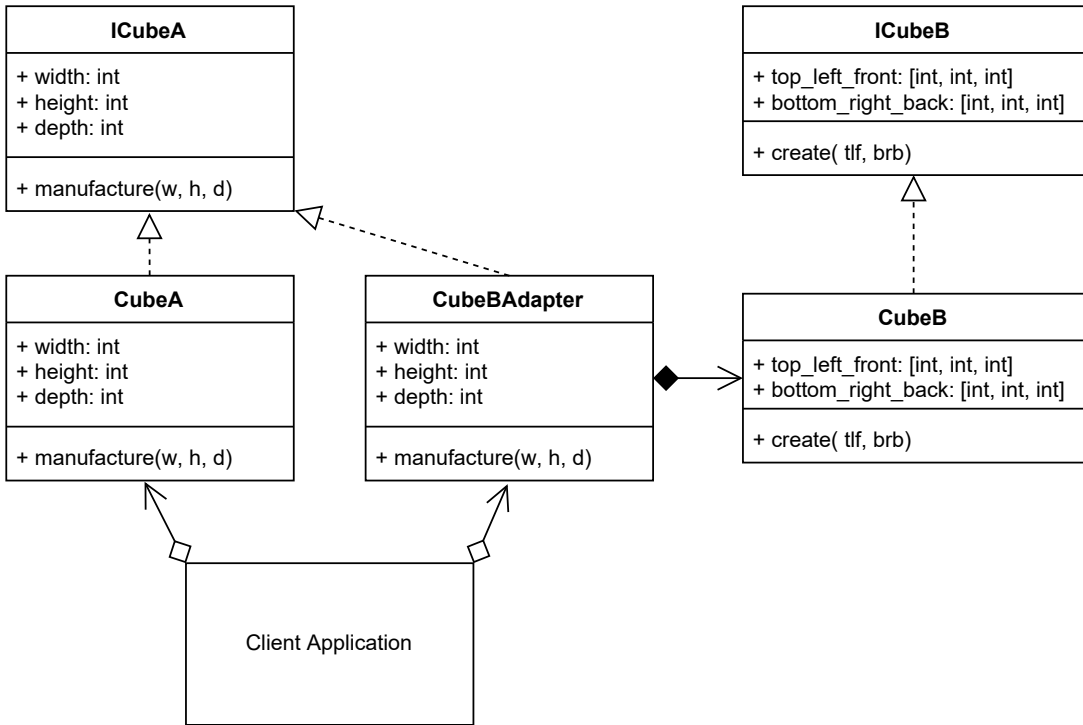 ICubeA
+ width: int
+ height: int
+ depth: int
+ manufacture(w, h, d)
ICubeB
+ top_left_front: [int, int, int]
+ bottom_right_back: [int, int, int]
+ create( tlf, brb)
CubeA
+ width: int
+ height: int
+ depth: int
+ manufacture(w, h, d)
CubeBAdapter
+ width: int
+ height: int
+ depth: int
+ manufacture(w, h, d)
CubeB
+ top_left_front: [int, int, int]
+ bottom_right_back: [int, int, int]
+ create( tlf, brb)
Client Application